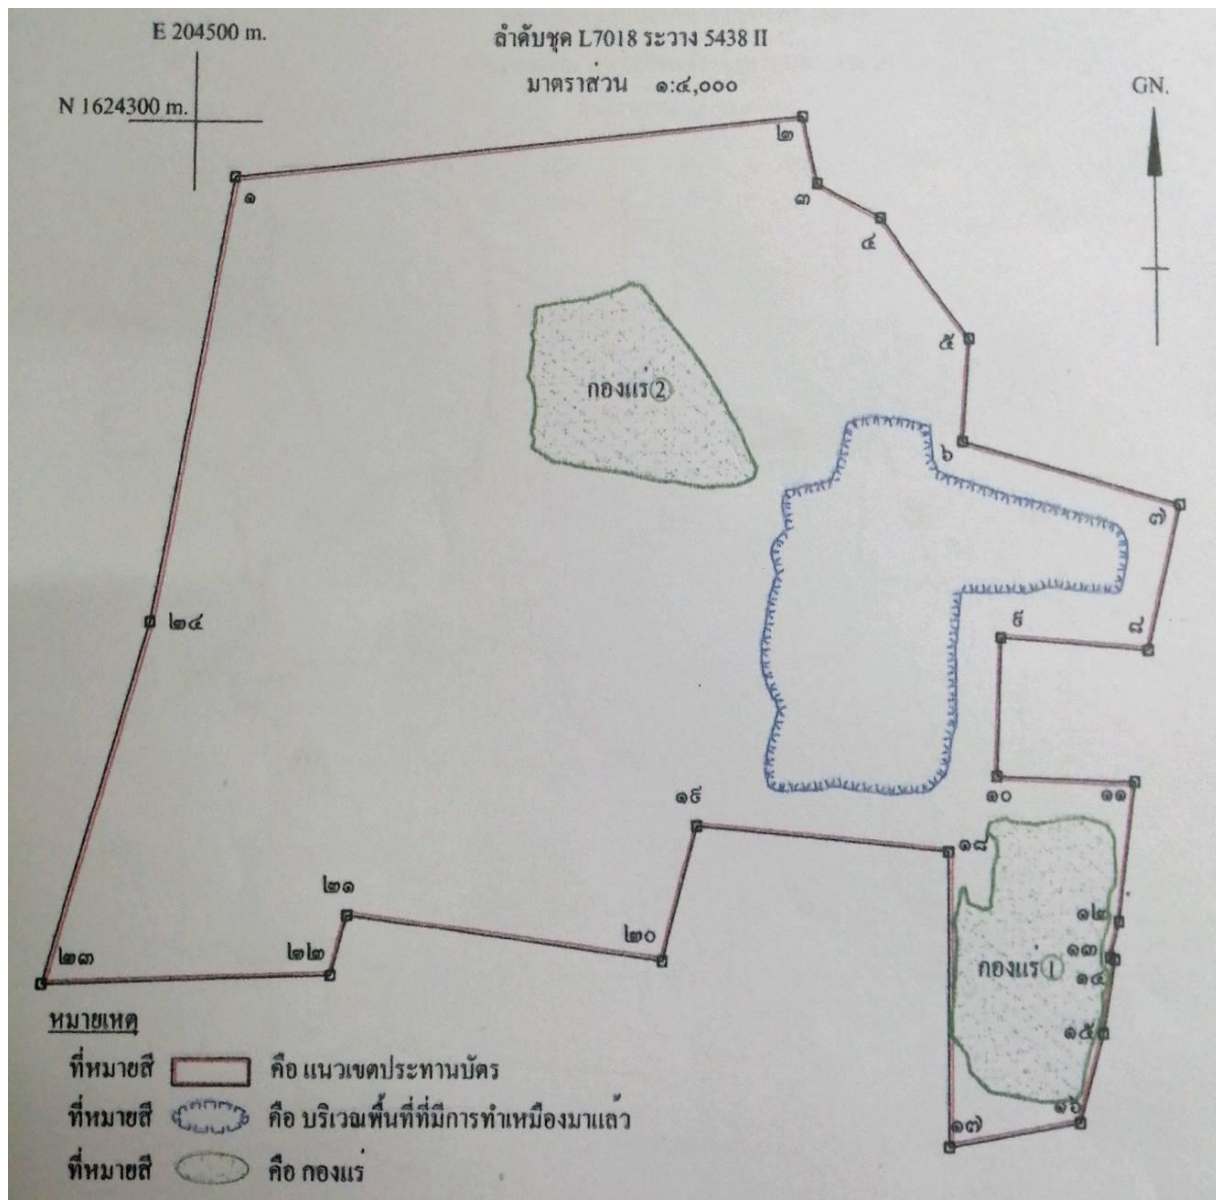 E 204500 m.
ลำดับชุด L7018 ระวาง 5438 II
มาตราส่วน ๑:๔,๐๐๐
GN.
N 1624300 m.
๒
๑
๓
๔
๕
กองแร่②
๖
๗
๒๔
๙
๘
๑๐
๑๑
๑๙
๑๘
๒๑
๑๒
๒๒
๒๐
๒๓
๑๓
กองแร่①
๑๔
หมายเหตุ
๑๕
ที่หมายสี คือ แนวเขตประทานบัตร
ที่หมายสี คือ บริเวณพื้นที่ที่มีการทำเหมืองมาแล้ว
๑๖
๑๗
ที่หมายสี คือ กองแร่